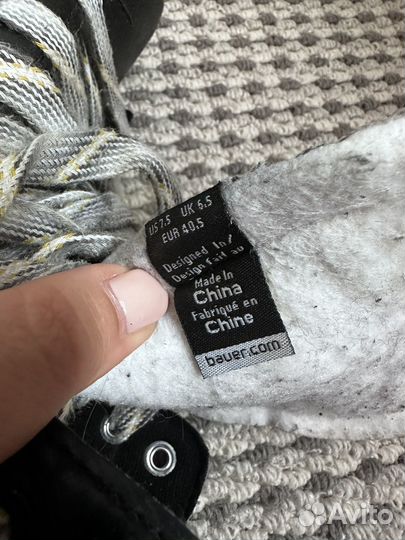 US 7.5 UK 6.5
EUR 40.5
Designed In /
Design Fait au
Made In
China
Fabriqué en
Chine
bauer.com
Avito